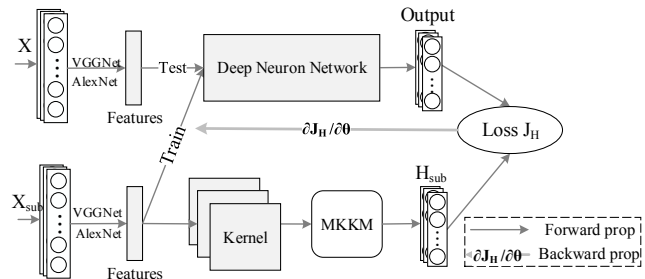 Output
X
VGGNet
AlexNet
Test
Deep Neuron Network
Features
Train
∂J_H/∂θ
Loss J_H
X_sub
VGGNet
AlexNet
Features
Kernel
MKKM
H_sub
Forward prop
∂J_H/∂θ Backward prop